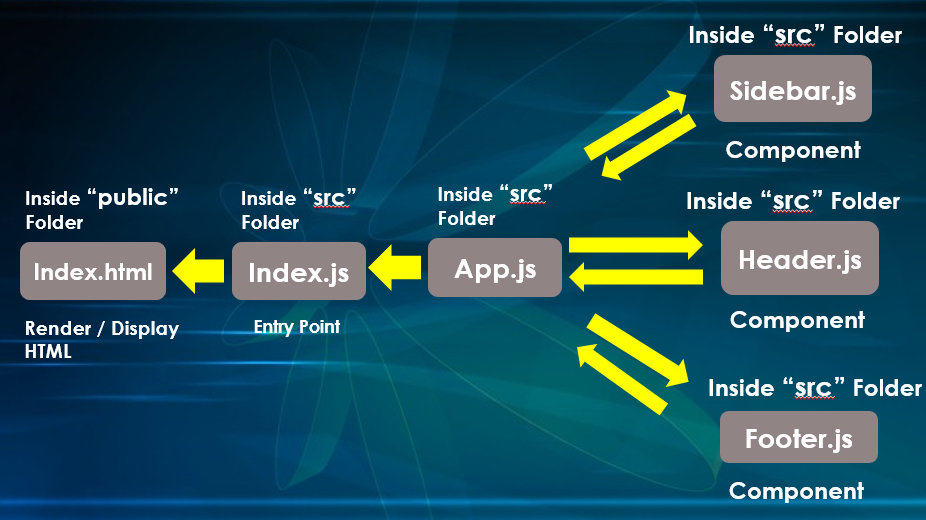 Inside “src” Folder
Sidebar.js
Component
Inside “public”
Folder
Index.html
Render / Display
HTML
Inside “src”
Folder
Index.js
Entry Point
Inside “src”
Folder
App.js
Inside “src” Folder
Header.js
Component
Inside “src” Folder
Footer.js
Component